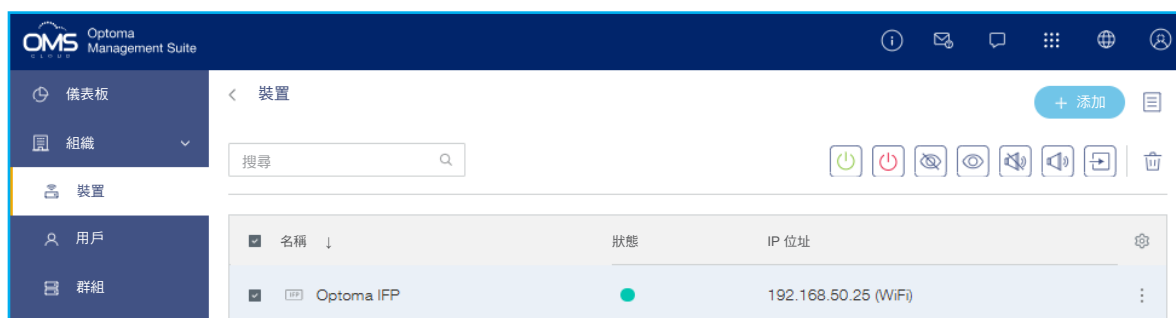 OMS Optoma
CLOUD Management Suite
儀表板
裝置
+ 添加
組織
搜尋
裝置
用戶
名稱 ↓ 狀態 IP 位址
群組
IFP Optoma IFP 192.168.50.25 (WiFi)